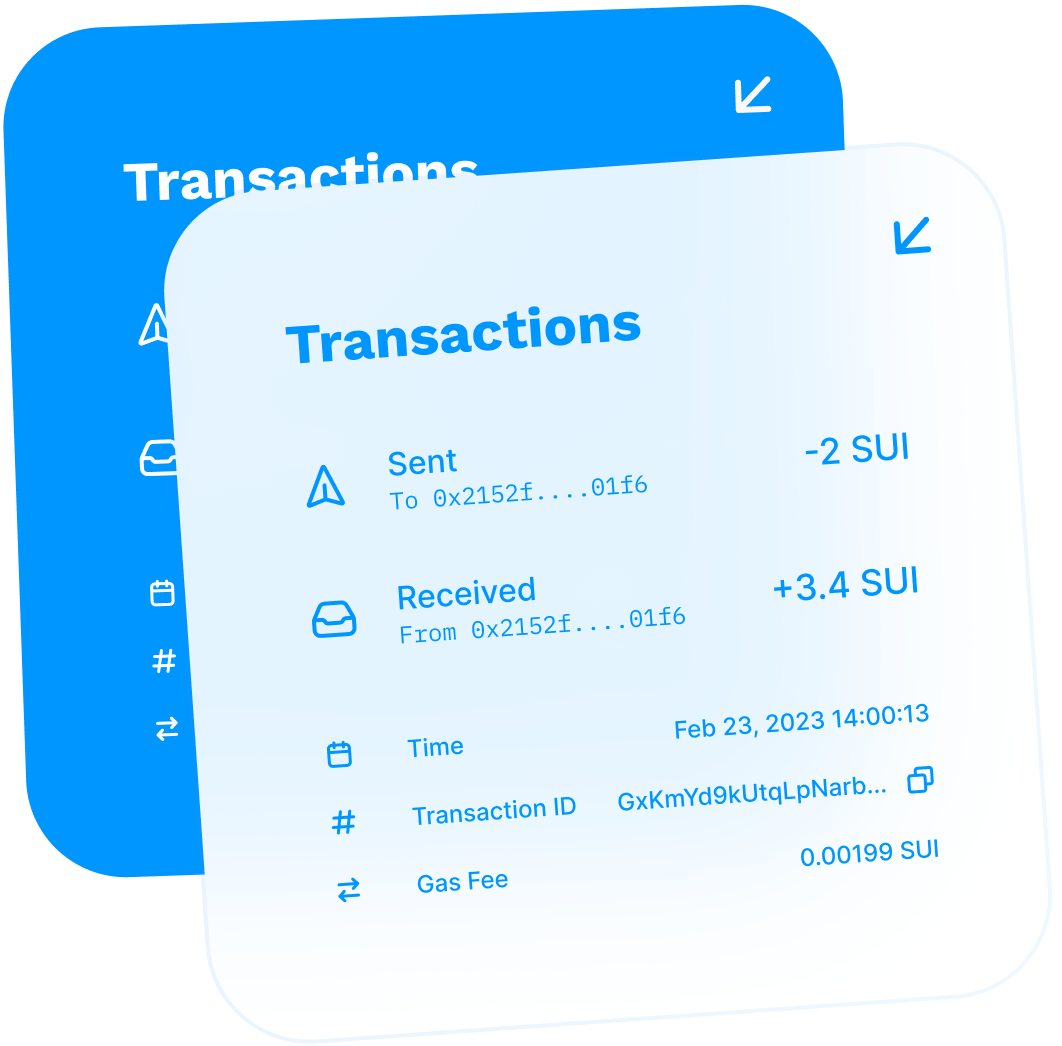 Transactions
Transactions
Sent
-2 SUI
To 0x2152f....01f6
Received
+3.4 SUI
From 0x2152f....01f6
Time Feb 23, 2023 14:00:13
Transaction ID GxKmYd9kUtqLpNarb...
Gas Fee 0.00199 SUI